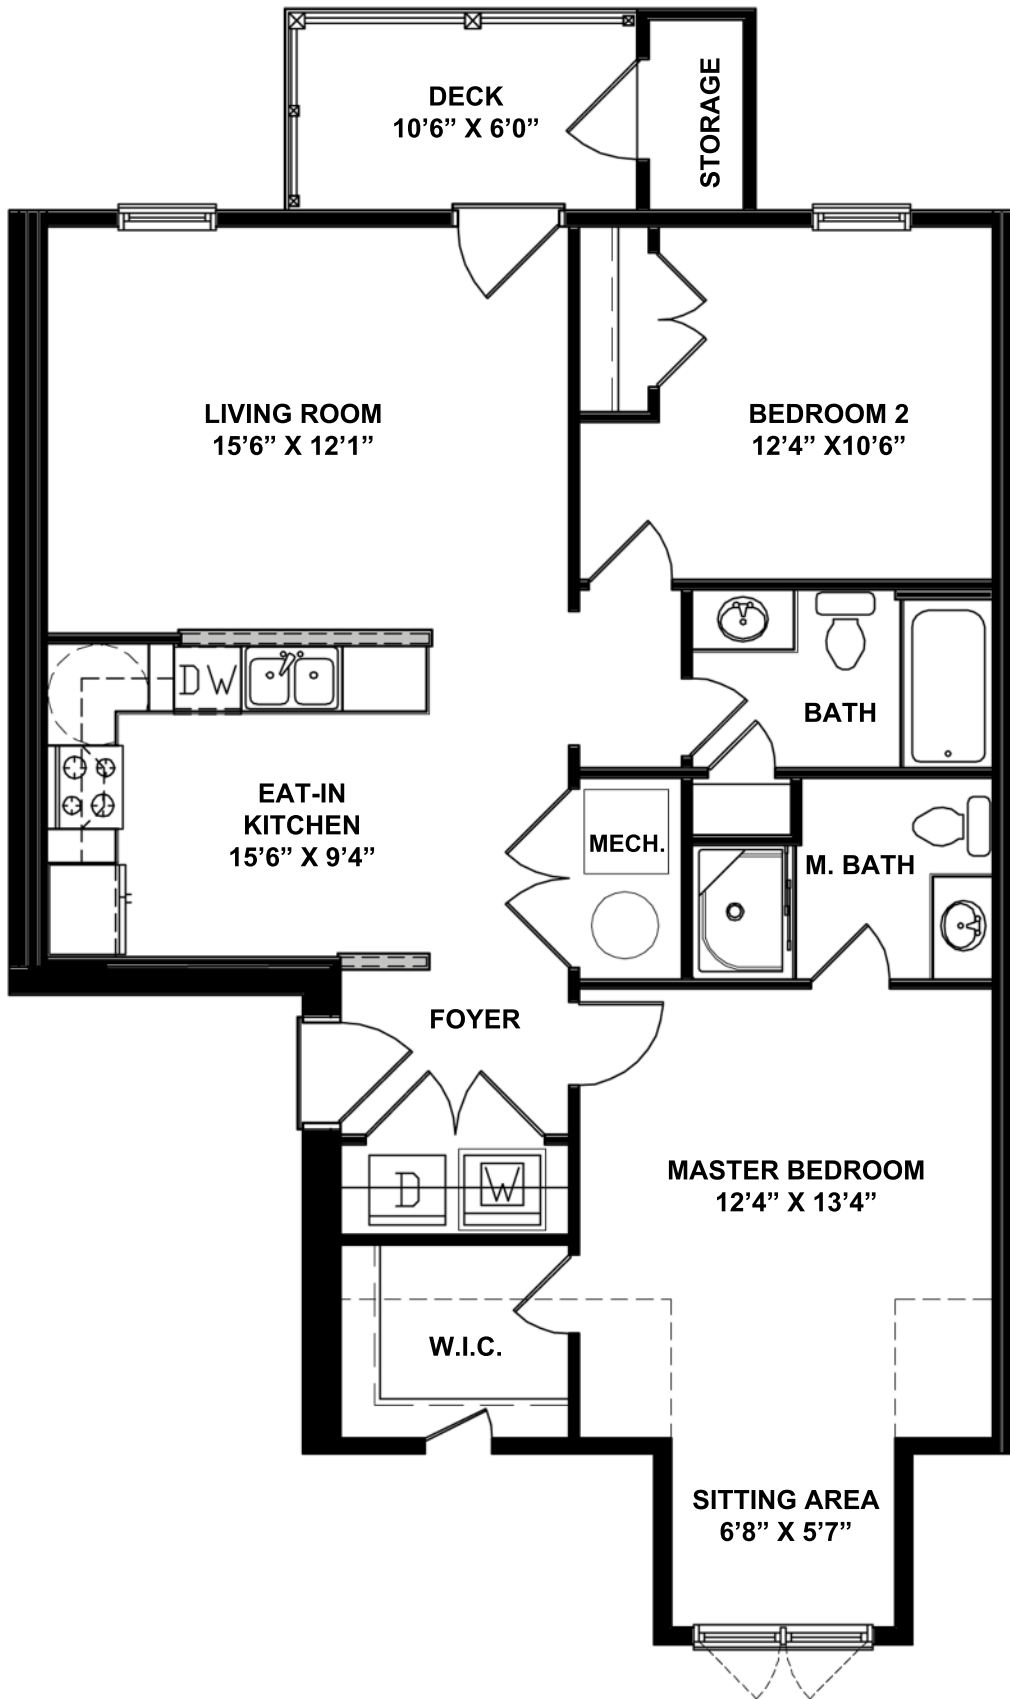 DECK
10’6” X 6’0”
STORAGE
LIVING ROOM
15’6” X 12’1”
BEDROOM 2
12’4” X10’6”
DW
BATH
EAT-IN
KITCHEN
15’6” X 9’4”
MECH.
M. BATH
FOYER
D
W
MASTER BEDROOM
12’4” X 13’4”
W.I.C.
SITTING AREA
6’8” X 5’7”